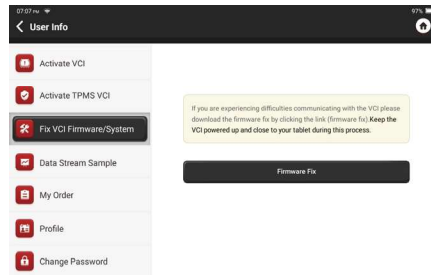 07:07 PM
97%
User Info
Activate VCI
Activate TPMS VCI
Fix VCI Firmware/System
Data Stream Sample
My Order
Profile
Change Password
If you are experiencing difficulties communicating with the VCI please
download the firmware fix by clicking the link (firmware fix).Keep the
VCI powered up and close to your tablet during this process.
Firmware Fix